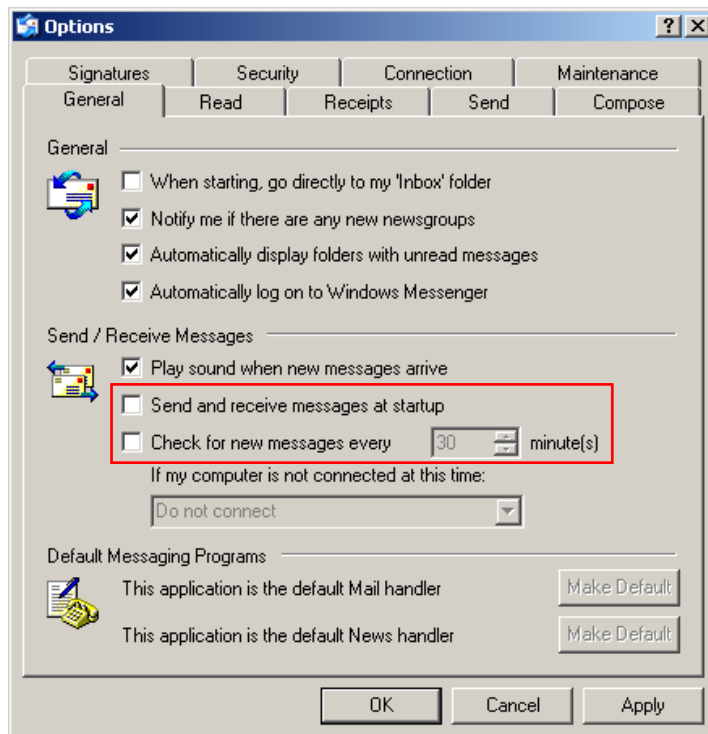 Options
Signatures Security Connection Maintenance
General Read Receipts Send Compose
General
When starting, go directly to my 'Inbox' folder
Notify me if there are any new newsgroups
Automatically display folders with unread messages
Automatically log on to Windows Messenger
Send / Receive Messages
Play sound when new messages arrive
Send and receive messages at startup
Check for new messages every 30 minute(s)
If my computer is not connected at this time:
Do not connect
Default Messaging Programs
This application is the default Mail handler Make Default
This application is the default News handler Make Default
OK Cancel Apply